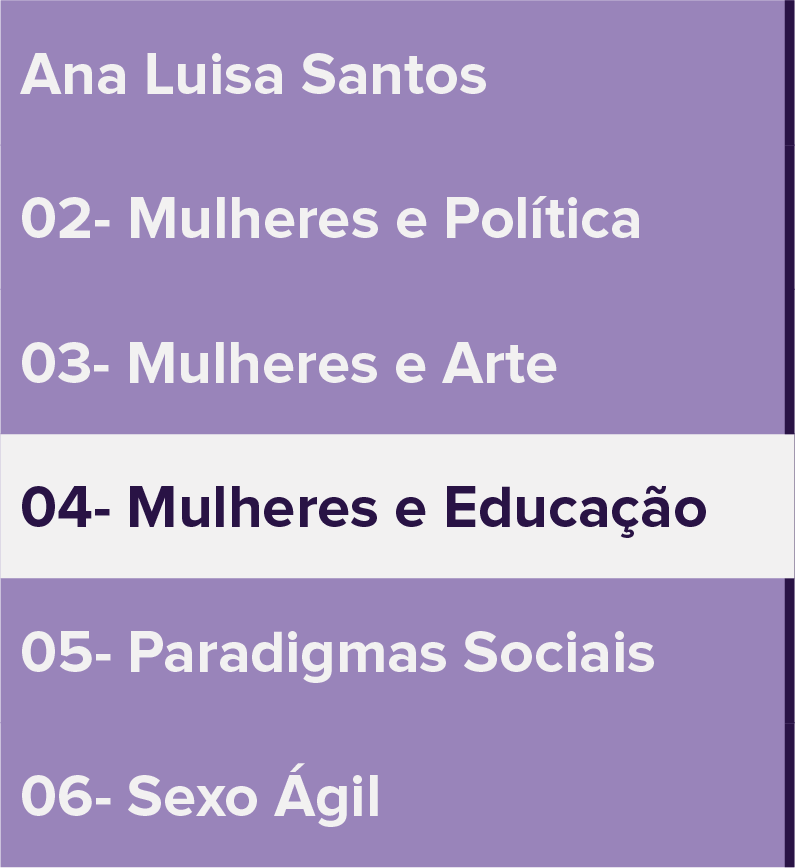 Ana Luisa Santos
02- Mulheres e Política
03- Mulheres e Arte
04- Mulheres e Educação
05- Paradigmas Sociais
06- Sexo Ágil